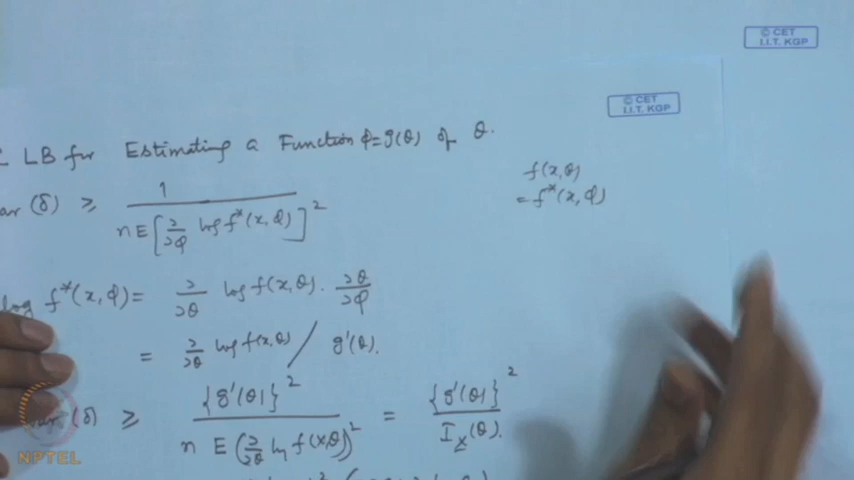 © CET
I.I.T. KGP
© CET
I.I.T. KGP
LB for Estimating a Function φ=g(θ) of θ.
f(x,θ)
= f*(x, φ)
(δ) ≥ 1 / n E[∂/∂φ log f*(x, φ)]²
log f*(x, φ) = ∂/∂θ log f(x,θ) . ∂θ/∂φ
= ∂/∂θ log f(x,θ) / g'(θ).
(δ) ≥ {g'(θ)}² / n E(∂/∂θ log f(x,θ))² = {g'(θ)}² / I_X(θ).
NPTEL